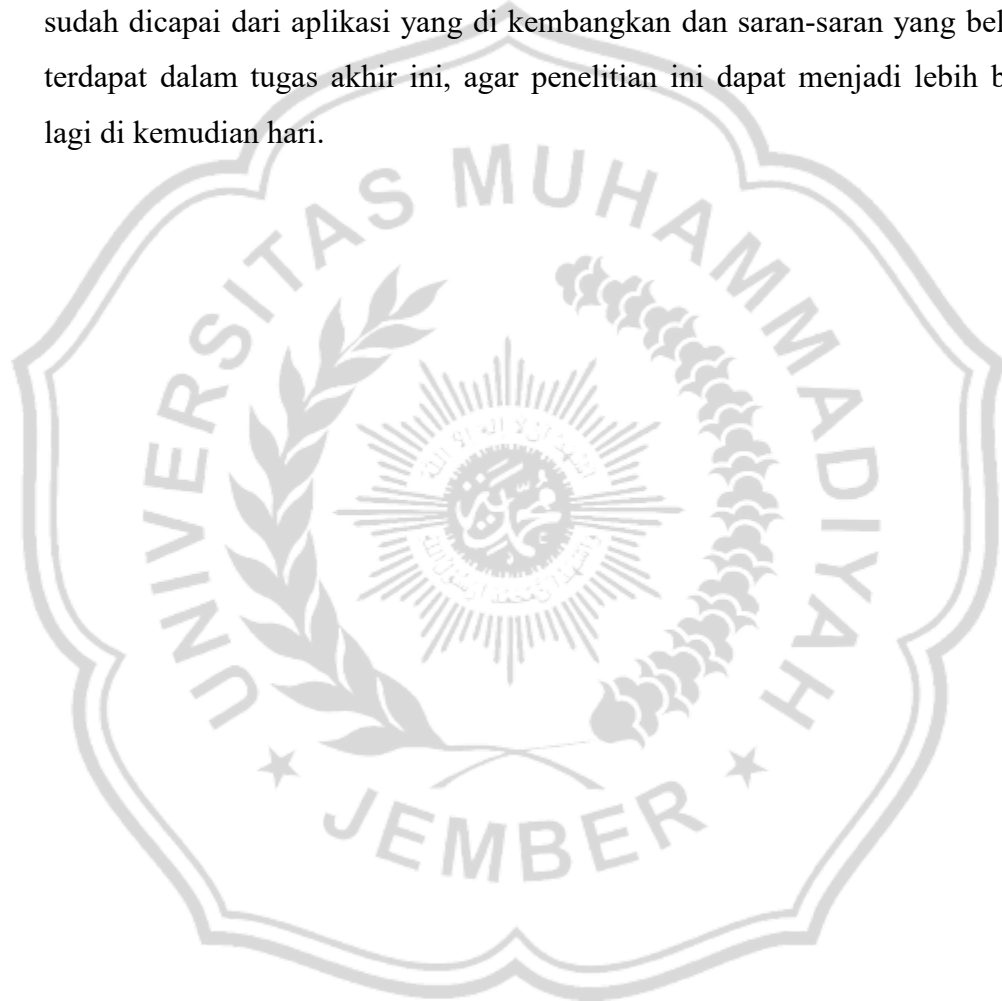 sudah dicapai dari aplikasi yang di kembangkan dan saran-saran yang
terdapat dalam tugas akhir ini, agar penelitian ini dapat menjadi lebih
lagi di kemudian hari.
UNIVERSITAS MUHAMMADIYAH
JEMBER